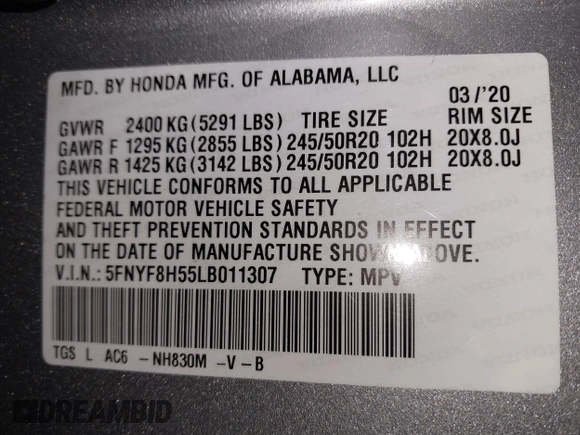 MFD. BY HONDA MFG. OF ALABAMA, LLC
03/'20
GVWR 2400 KG (5291 LBS) TIRE SIZE RIM SIZE
GAWR F 1295 KG (2855 LBS) 245/50R20 102H 20X8.0J
GAWR R 1425 KG (3142 LBS) 245/50R20 102H 20X8.0J
THIS VEHICLE CONFORMS TO ALL APPLICABLE
FEDERAL MOTOR VEHICLE SAFETY
AND THEFT PREVENTION STANDARDS IN EFFECT
ON THE DATE OF MANUFACTURE SHOWN ABOVE.
V.I.N.: 5FNYF8H55LB011307 TYPE: MPV
TGS L AC6 -NH830M -V-B
DREAMBID